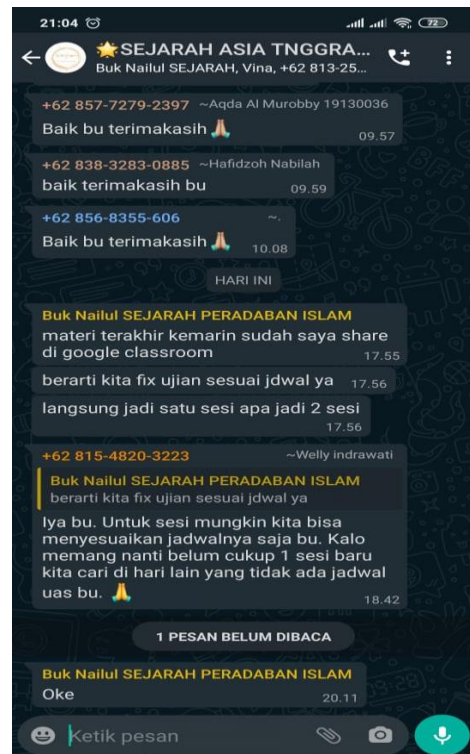 21:04
72
🌟SEJARAH ASIA TNGGRA...
Buk Nailul SEJARAH, Vina, +62 813-25...
+62 857-7279-2397 ~Aqda Al Murobby 19130036
Baik bu terimakasih 🙏🏻
09.57
+62 838-3283-0885 ~Hafidzoh Nabilah
baik terimakasih bu
09.59
+62 856-8355-606 ~.
Baik bu terimakasih 🙏🏻
10.08
HARI INI
Buk Nailul SEJARAH PERADABAN ISLAM
materi terakhir kemarin sudah saya share
di google classroom
17.55
berarti kita fix ujian sesuai jdwal ya 17.56
langsung jadi satu sesi apa jadi 2 sesi
17.56
+62 815-4820-3223 ~Welly indrawati
Buk Nailul SEJARAH PERADABAN ISLAM
berarti kita fix ujian sesuai jdwal ya
Iya bu. Untuk sesi mungkin kita bisa
menyesuaikan jadwalnya saja bu. Kalo
memang nanti belum cukup 1 sesi baru
kita cari di hari lain yang tidak ada jadwal
uas bu. 🙏
18.42
1 PESAN BELUM DIBACA
Buk Nailul SEJARAH PERADABAN ISLAM
Oke
20.11
Ketik pesan